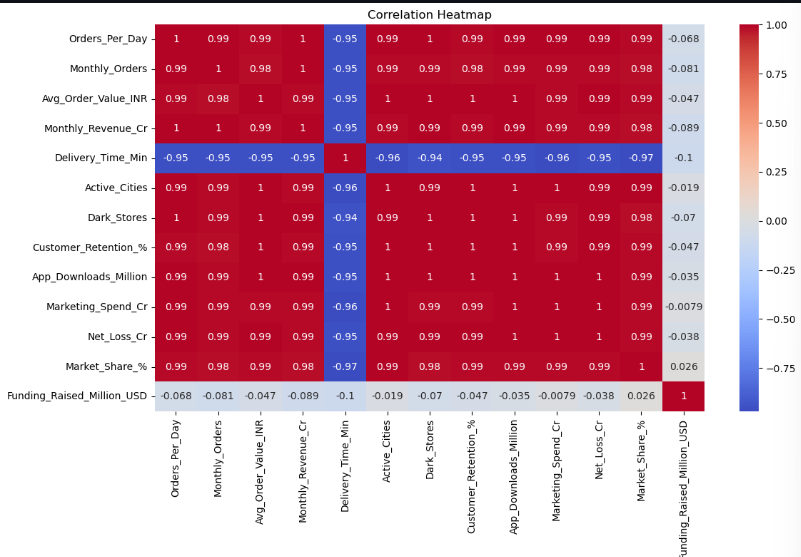 Correlation Heatmap
Orders_Per_Day 1 0.99 0.99 1 -0.95 0.99 1 0.99 0.99 0.99 0.99 0.99 -0.068
Monthly_Orders 0.99 1 0.98 1 -0.95 0.99 0.99 0.98 0.99 0.99 0.99 0.98 -0.081
Avg_Order_Value_INR 0.99 0.98 1 0.99 -0.95 1 1 1 1 0.99 0.99 0.99 -0.047
Monthly_Revenue_Cr 1 1 0.99 1 -0.95 0.99 0.99 0.99 0.99 0.99 0.99 0.98 -0.089
Delivery_Time_Min -0.95 -0.95 -0.95 -0.95 1 -0.96 -0.94 -0.95 -0.95 -0.96 -0.95 -0.97 -0.1
Active_Cities 0.99 0.99 1 0.99 -0.96 1 0.99 1 1 1 0.99 0.99 -0.019
Dark_Stores 1 0.99 1 0.99 -0.94 0.99 1 1 1 0.99 0.99 0.98 -0.07
Customer_Retention_% 0.99 0.98 1 0.99 -0.95 1 1 1 1 0.99 0.99 0.99 -0.047
App_Downloads_Million 0.99 0.99 1 0.99 -0.95 1 1 1 1 1 1 0.99 -0.035
Marketing_Spend_Cr 0.99 0.99 0.99 0.99 -0.96 1 0.99 0.99 1 1 1 0.99 -0.0079
Net_Loss_Cr 0.99 0.99 0.99 0.99 -0.95 0.99 0.99 0.99 1 1 1 0.99 -0.038
Market_Share_% 0.99 0.98 0.99 0.98 -0.97 0.99 0.98 0.99 0.99 0.99 0.99 1 0.026
Funding_Raised_Million_USD -0.068 -0.081 -0.047 -0.089 -0.1 -0.019 -0.07 -0.047 -0.035 -0.0079 -0.038 0.026 1
Orders_Per_Day
Monthly_Orders
Avg_Order_Value_INR
Monthly_Revenue_Cr
Delivery_Time_Min
Active_Cities
Dark_Stores
Customer_Retention_%
App_Downloads_Million
Marketing_Spend_Cr
Net_Loss_Cr
Market_Share_%
unding_Raised_Million_USD
1.00
0.75
0.50
0.25
0.00
−0.25
−0.50
−0.75